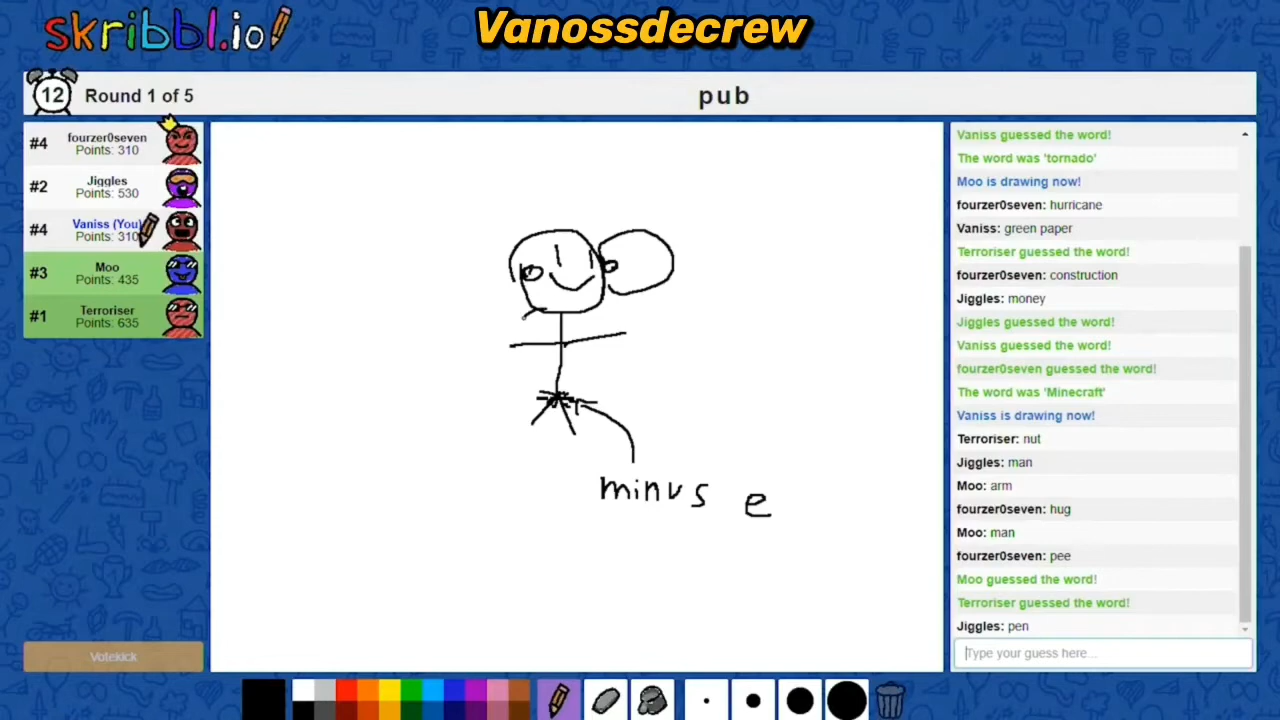 skribbl.io
Vanossdecrew
12
Round 1 of 5
pub
#4
fourzer0seven
Points: 310
#2
Jiggles
Points: 530
#4
Vaniss (You)
Points: 310
#3
Moo
Points: 435
#1
Terroriser
Points: 635
Votekick
minus e
Vaniss guessed the word!
The word was 'tornado'
Moo is drawing now!
fourzer0seven: hurricane
Vaniss: green paper
Terroriser guessed the word!
fourzer0seven: construction
Jiggles: money
Jiggles guessed the word!
Vaniss guessed the word!
fourzer0seven guessed the word!
The word was 'Minecraft'
Vaniss is drawing now!
Terroriser: nut
Jiggles: man
Moo: arm
fourzer0seven: hug
Moo: man
fourzer0seven: pee
Moo guessed the word!
Terroriser guessed the word!
Jiggles: pen
Type your guess here...